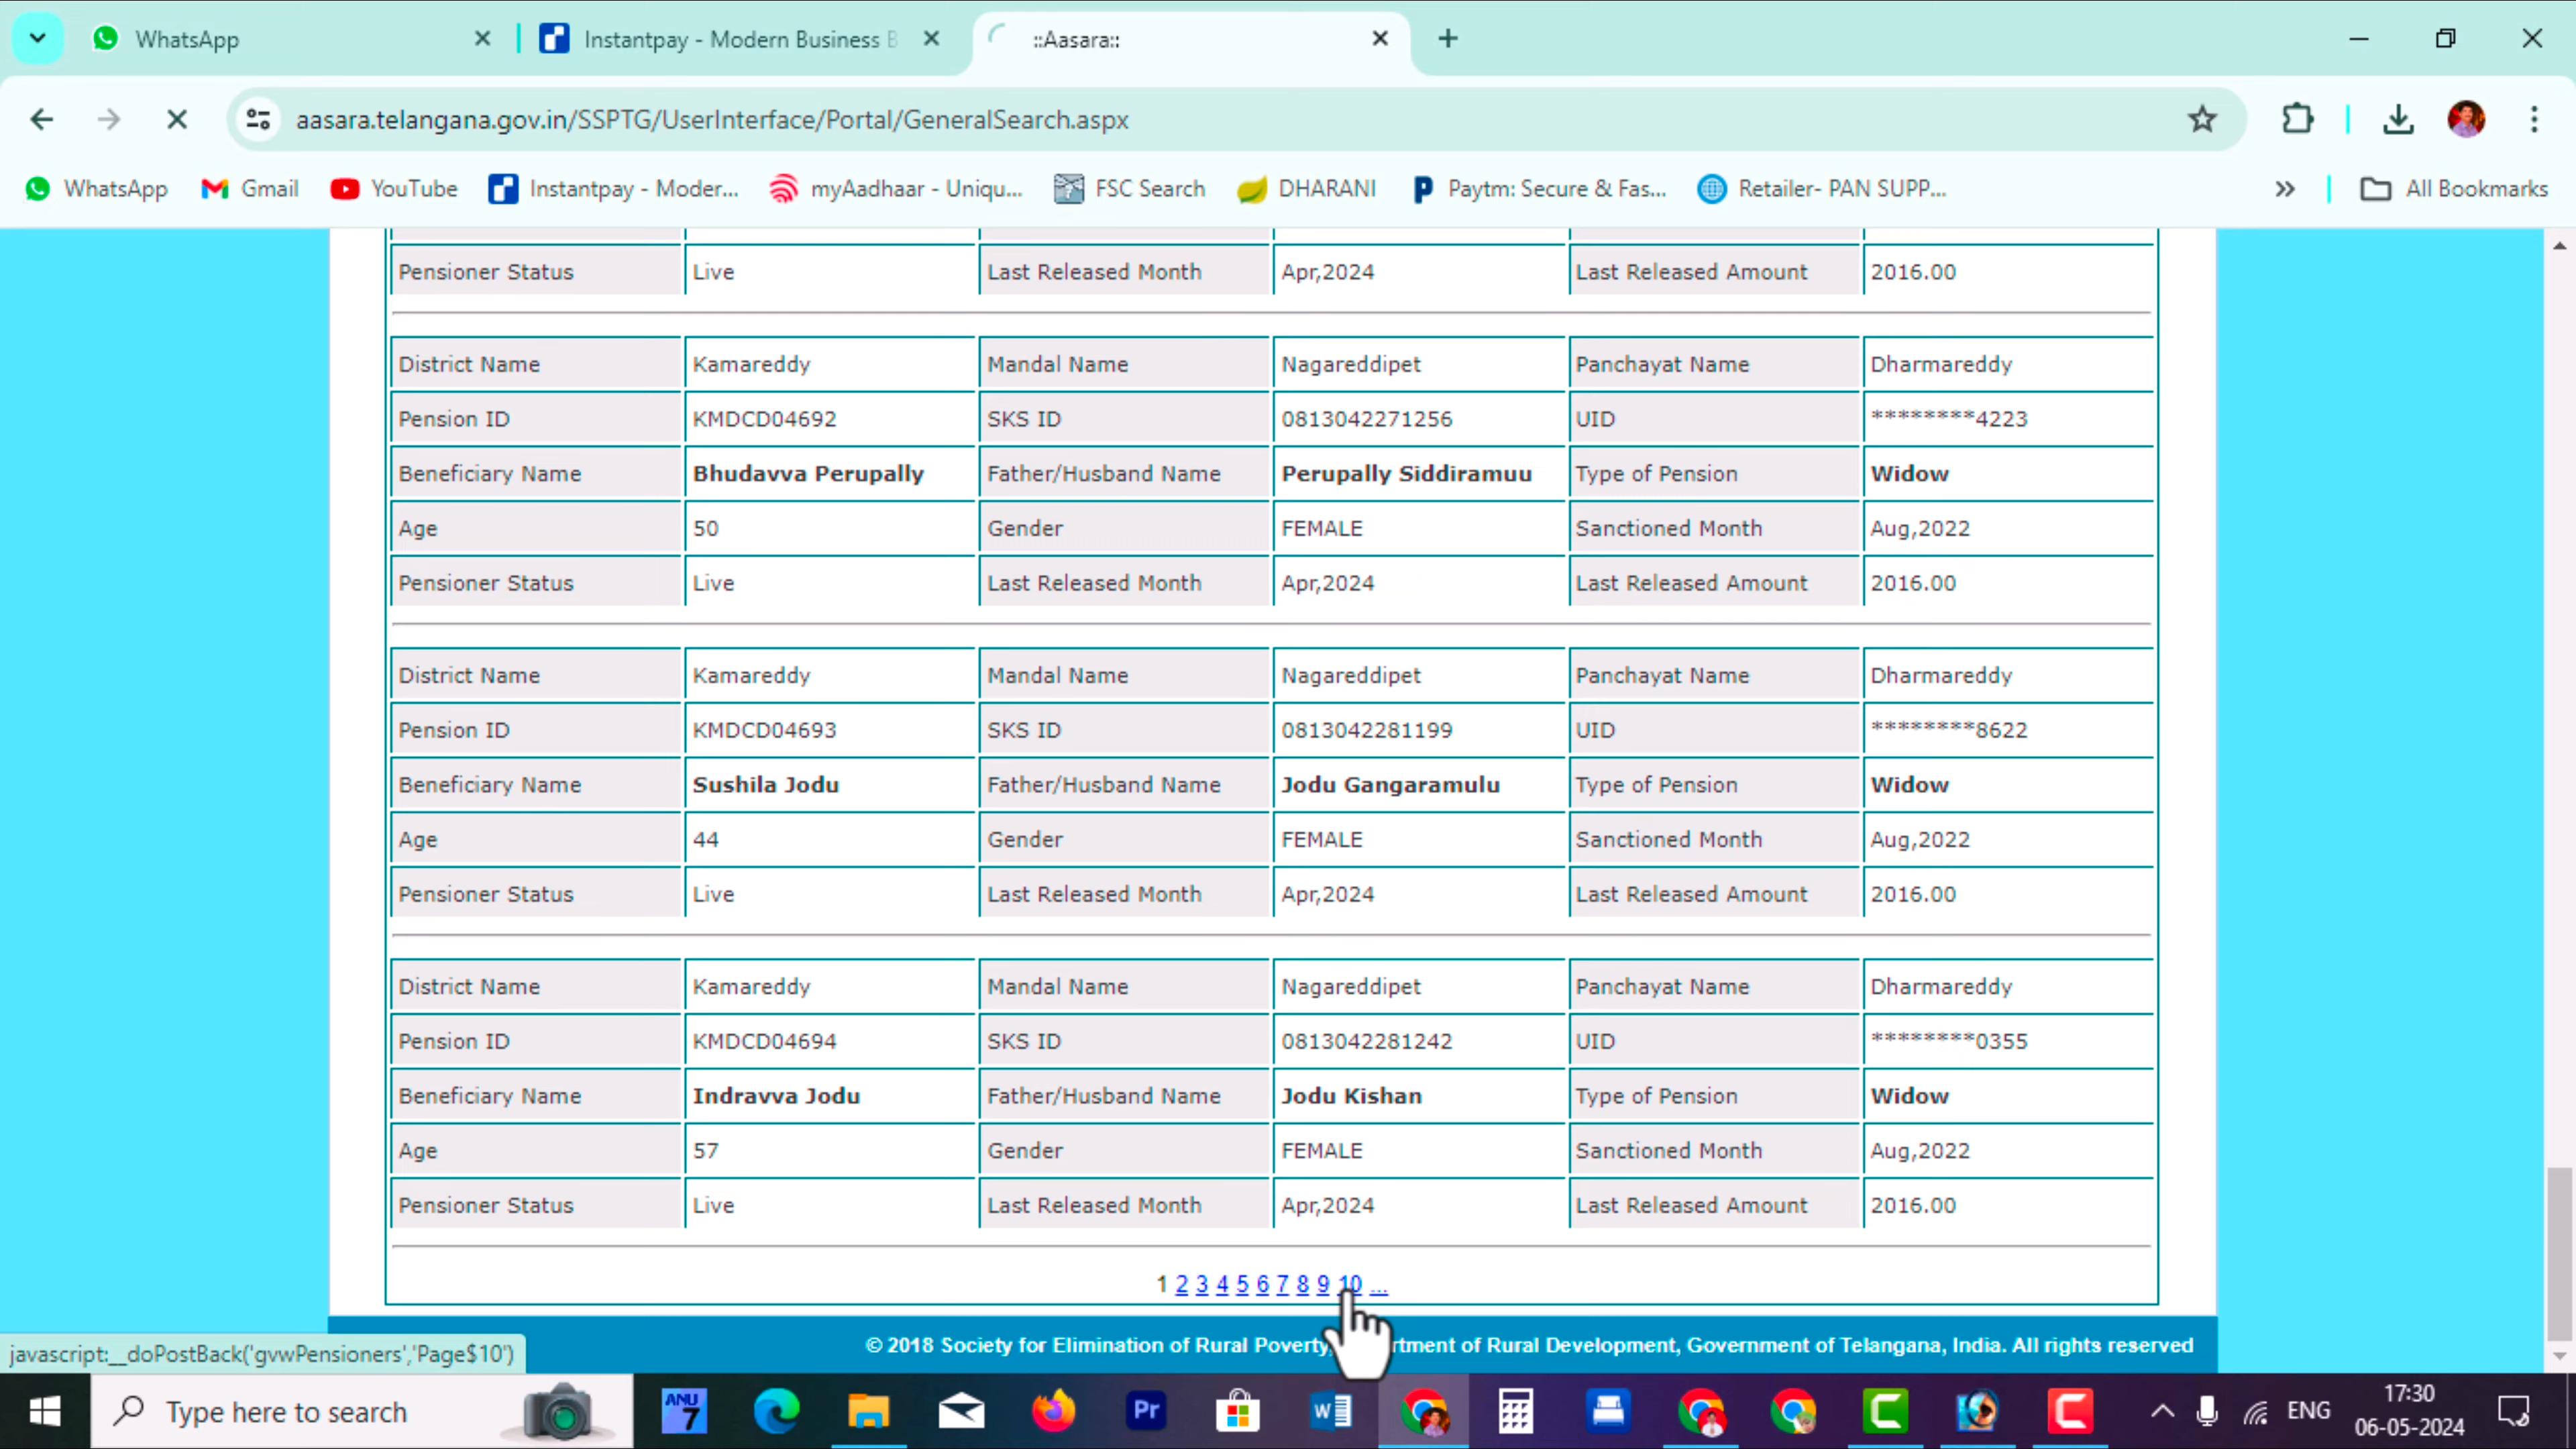 WhatsApp
Instantpay - Modern Business B
::Aasara::
aasara.telangana.gov.in/SSPTG/UserInterface/Portal/GeneralSearch.aspx
WhatsApp Gmail YouTube Instantpay - Moder... myAadhaar - Uniqu... FSC Search DHARANI Paytm: Secure & Fas... Retailer- PAN SUPP... » All Bookmarks
Pensioner Status Live Last Released Month Apr,2024 Last Released Amount 2016.00
District Name Kamareddy Mandal Name Nagareddipet Panchayat Name Dharmareddy
Pension ID KMDCD04692 SKS ID 0813042271256 UID ********4223
Beneficiary Name Bhudavva Perupally Father/Husband Name Perupally Siddiramuu Type of Pension Widow
Age 50 Gender FEMALE Sanctioned Month Aug,2022
Pensioner Status Live Last Released Month Apr,2024 Last Released Amount 2016.00
District Name Kamareddy Mandal Name Nagareddipet Panchayat Name Dharmareddy
Pension ID KMDCD04693 SKS ID 0813042281199 UID ********8622
Beneficiary Name Sushila Jodu Father/Husband Name Jodu Gangaramulu Type of Pension Widow
Age 44 Gender FEMALE Sanctioned Month Aug,2022
Pensioner Status Live Last Released Month Apr,2024 Last Released Amount 2016.00
District Name Kamareddy Mandal Name Nagareddipet Panchayat Name Dharmareddy
Pension ID KMDCD04694 SKS ID 0813042281242 UID ********0355
Beneficiary Name Indravva Jodu Father/Husband Name Jodu Kishan Type of Pension Widow
Age 57 Gender FEMALE Sanctioned Month Aug,2022
Pensioner Status Live Last Released Month Apr,2024 Last Released Amount 2016.00
1 2 3 4 5 6 7 8 9 10 ...
© 2018 Society for Elimination of Rural Poverty, rtment of Rural Development, Government of Telangana, India. All rights reserved
javascript:__doPostBack('gvwPensioners','Page$10')
Type here to search
ANU 7
Pr
W
ENG
17:30
06-05-2024